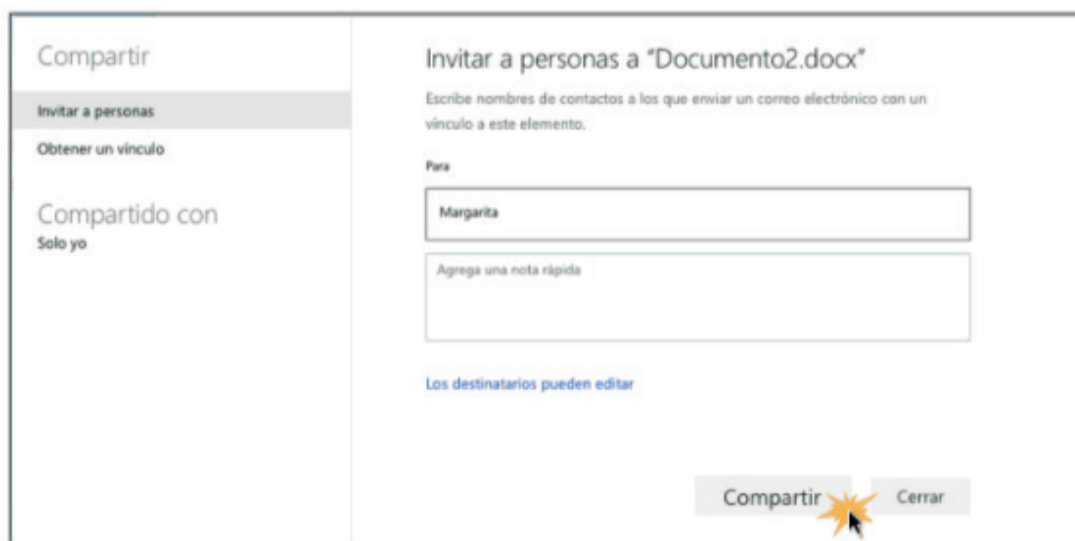 Compartir
Invitar a personas
Obtener un vínculo
Compartido con
Solo yo
Invitar a personas a “Documento2.docx”
Escribe nombres de contactos a los que enviar un correo electrónico con un
vínculo a este elemento.
Para
Margarita
Agrega una nota rápida
Los destinatarios pueden editar
Compartir
Cerrar